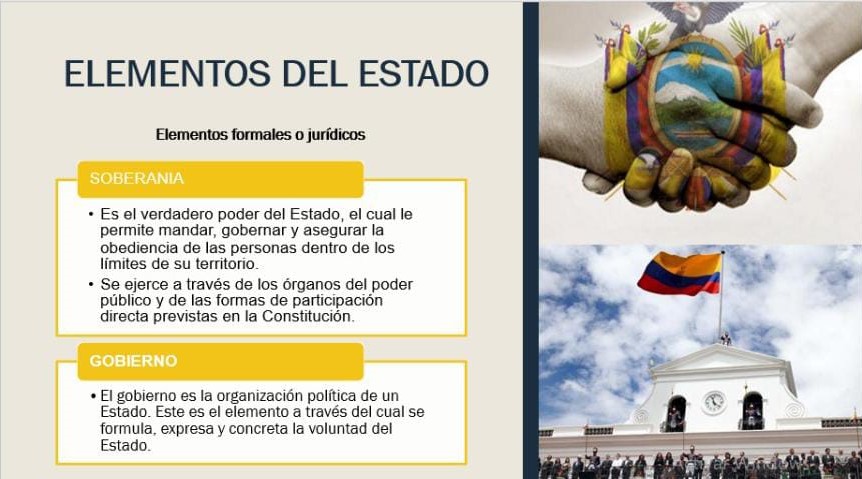 ELEMENTOS DEL ESTADO
Elementos formales o jurídicos
SOBERANIA
• Es el verdadero poder del Estado, el cual le
permite mandar, gobernar y asegurar la
obediencia de las personas dentro de los
límites de su territorio.
• Se ejerce a través de los órganos del poder
público y de las formas de participación
directa previstas en la Constitución.
GOBIERNO
• El gobierno es la organización política de un
Estado. Este es el elemento a través del cual se
formula, expresa y concreta la voluntad del
Estado.